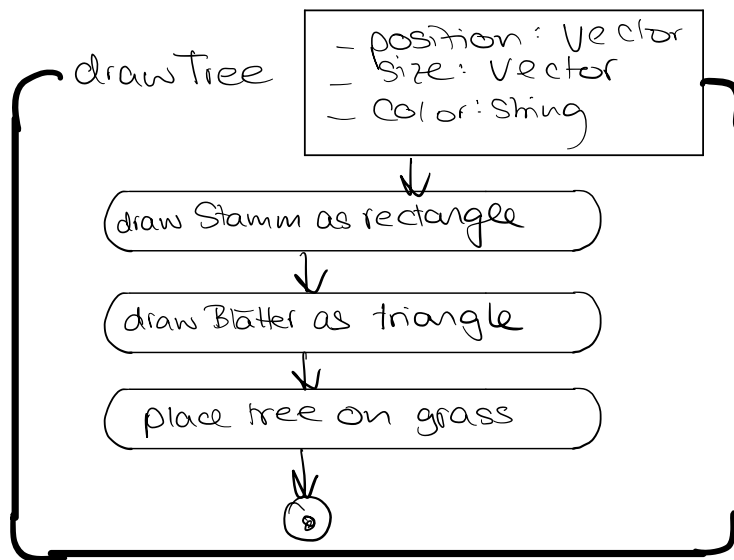 drawTree
- position: Vector
- size: Vector
- color: String
draw Stamm as rectangle
draw Blätter as triangle
place tree on grass